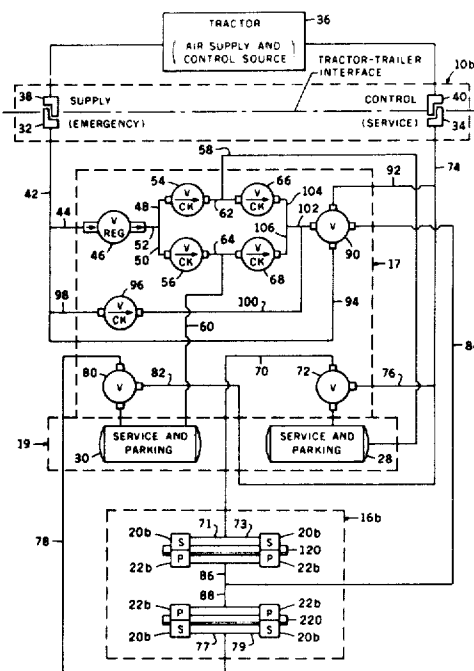 TRACTOR
36
(AIR SUPPLY AND
CONTROL SOURCE)
TRACTOR-TRAILER
INTERFACE
10b
38
SUPPLY
CONTROL
40
32
(EMERGENCY)
(SERVICE)
34
58
74
42
54
66
92
V
CK
V
CK
44
48
62
104
V
REG
52
102
V
46
50
64
106
90
V
CK
V
CK
17
56
68
98
96
94
V
CK
100
60
84
80
82
70
72
76
V
V
19
SERVICE AND
PARKING
SERVICE AND
PARKING
30
28
78
16b
71
73
20b
S
S
20b
120
22b
P
P
22b
86
88
22b
P
P
22b
220
20b
S
S
20b
77
79